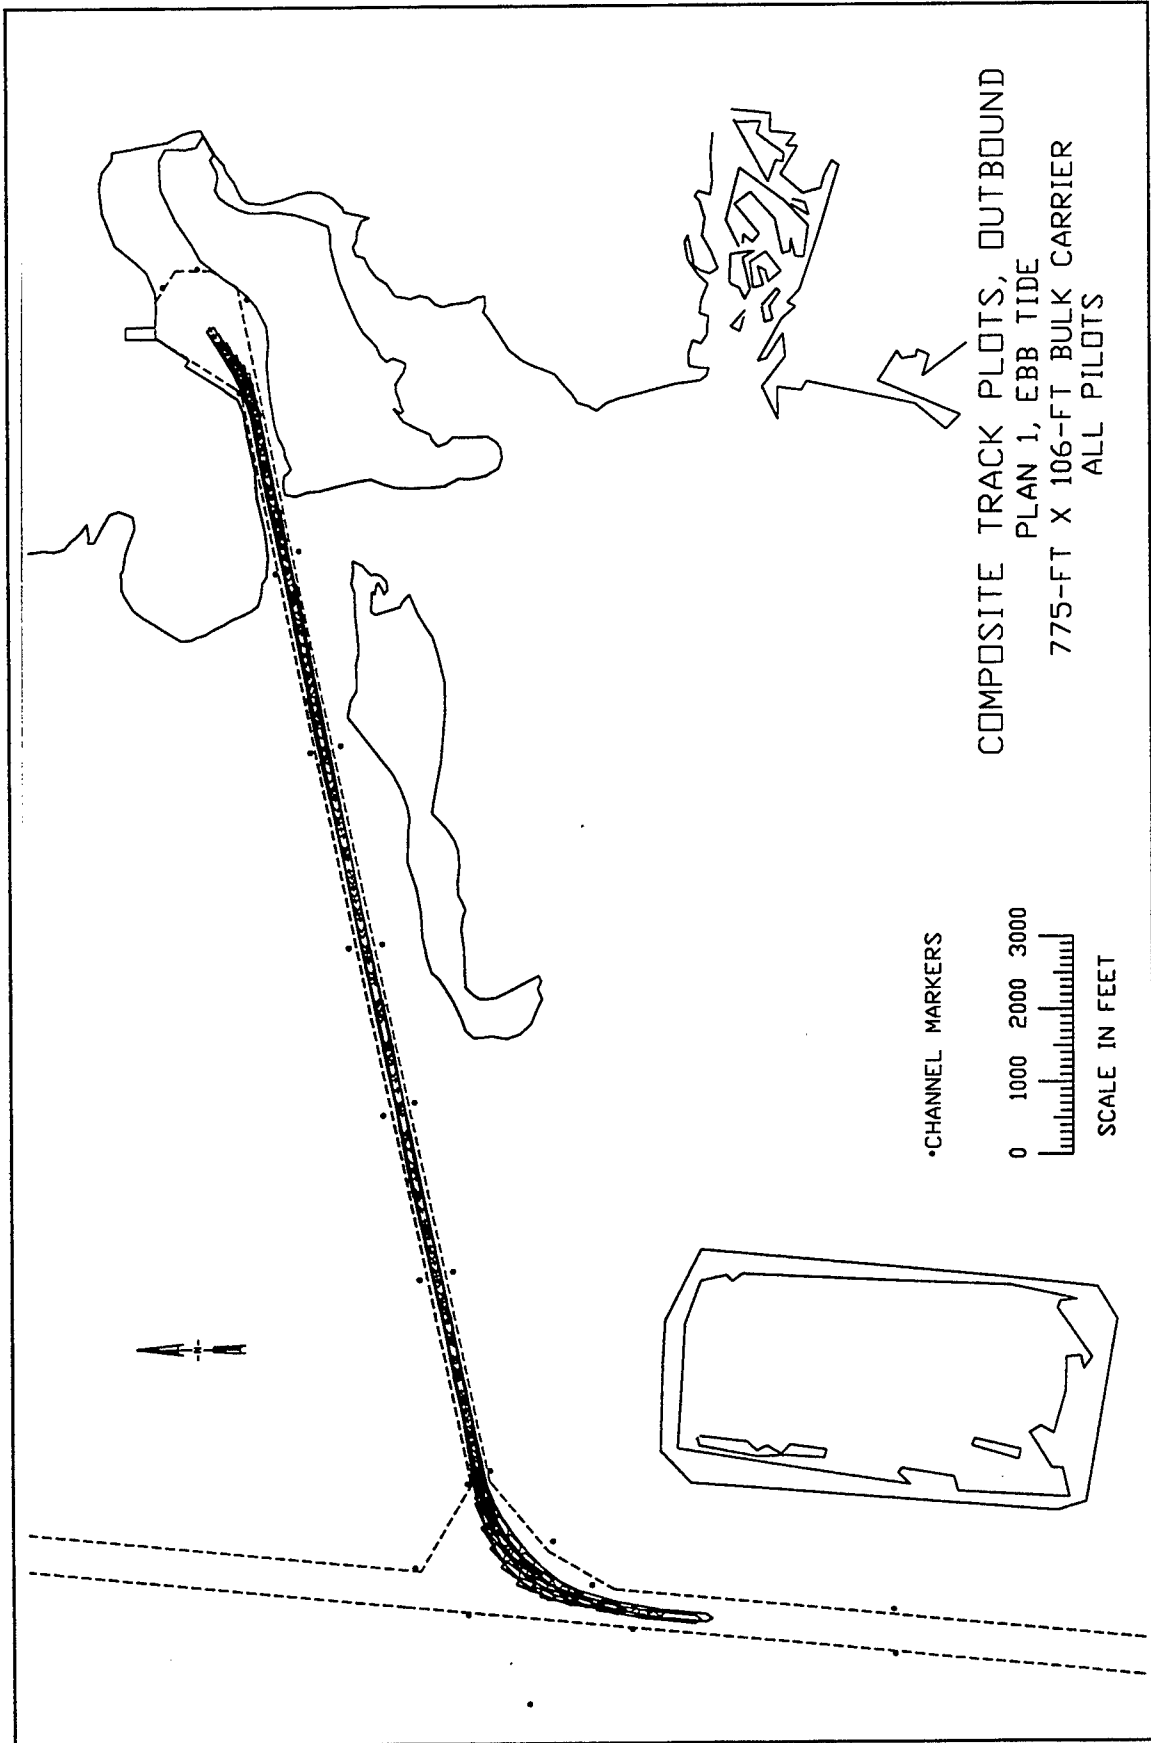 N
•CHANNEL MARKERS
0 1000 2000 3000
SCALE IN FEET
COMPOSITE TRACK PLOTS, OUTBOUND
PLAN 1, EBB TIDE
775-FT X 106-FT BULK CARRIER
ALL PILOTS